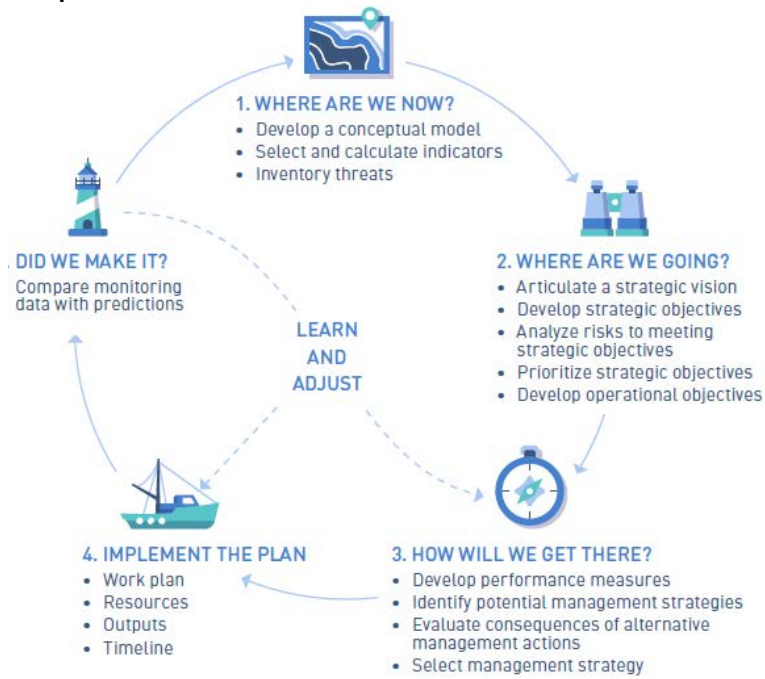 1. WHERE ARE WE NOW?
• Develop a conceptual model
• Select and calculate indicators
• Inventory threats
2. WHERE ARE WE GOING?
• Articulate a strategic vision
• Develop strategic objectives
• Analyze risks to meeting
strategic objectives
• Prioritize strategic objectives
• Develop operational objectives
3. HOW WILL WE GET THERE?
• Develop performance measures
• Identify potential management strategies
• Evaluate consequences of alternative
management actions
• Select management strategy
4. IMPLEMENT THE PLAN
• Work plan
• Resources
• Outputs
• Timeline
. DID WE MAKE IT?
Compare monitoring
data with predictions
LEARN
AND
ADJUST